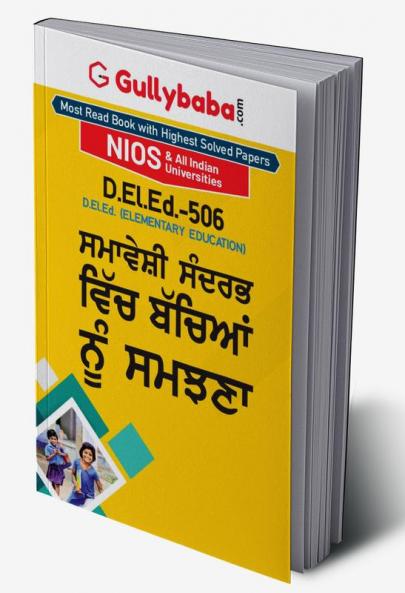 Gullybaba.com
Most Read Book with Highest Solved Papers
NIOS & All Indian Universities
D.El.Ed.-506
D.El.Ed. (ELEMENTARY EDUCATION)
ਸਮਾਵੇਸ਼ੀ ਸੰਦਰਭ
ਵਿੱਚ ਬੱਚਿਆਂ
ਨੂੰ ਸਮਝਣਾ